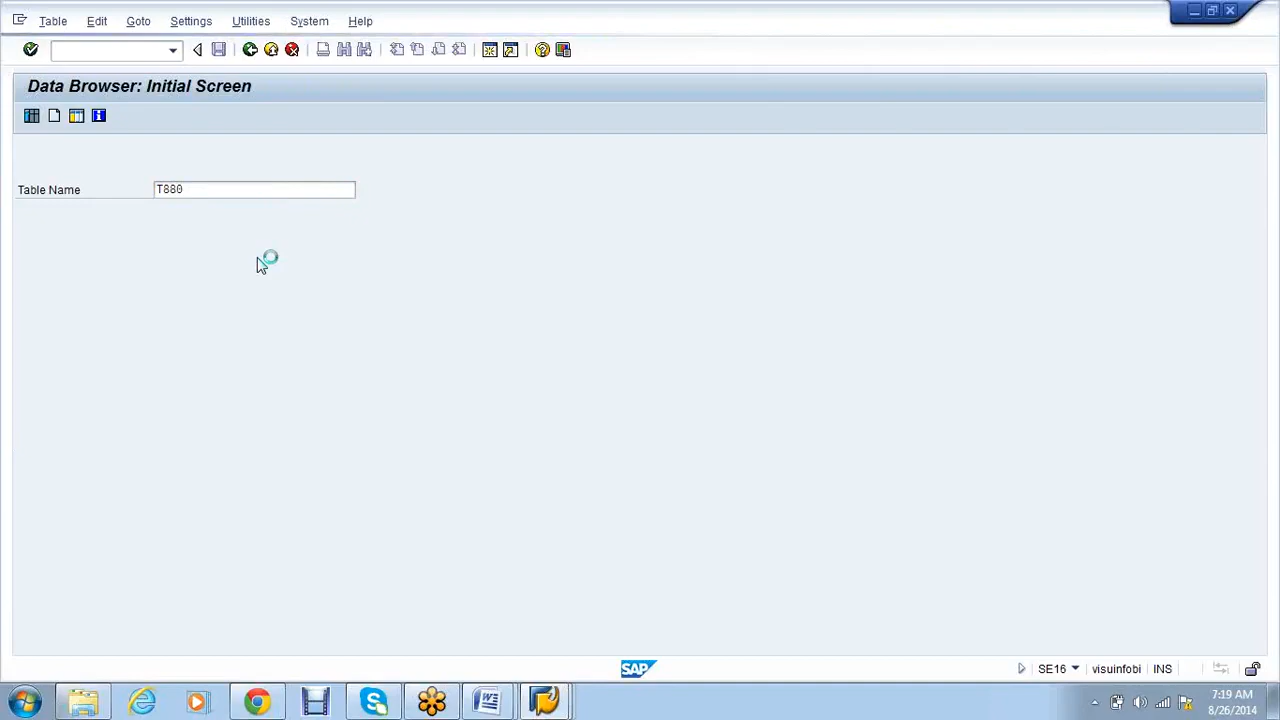 Table Edit Goto Settings Utilities System Help
Data Browser: Initial Screen
Table Name T880
SAP SE16 visuinfobi INS
7:19 AM
8/26/2014